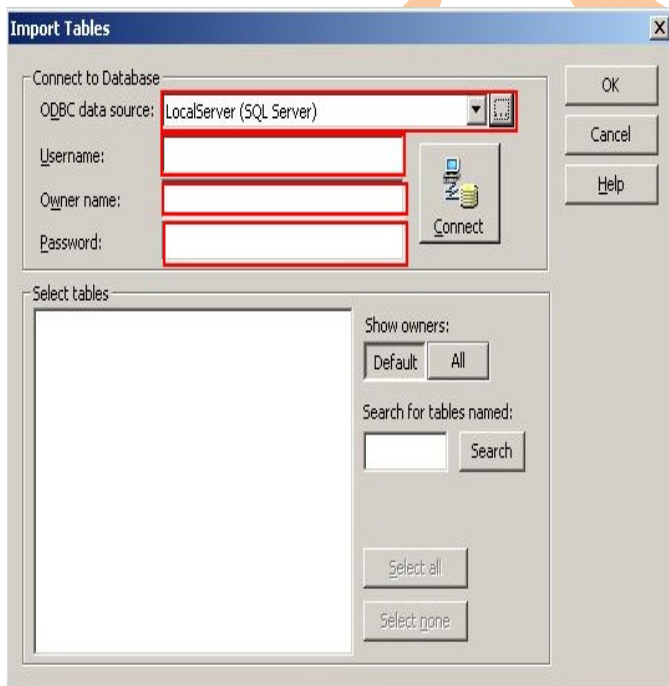 Import Tables
X
Connect to Database
ODBC data source: LocalServer (SQL Server) ...
OK
Username:
Cancel
Owner name:
Help
Connect
Password:
Select tables
Show owners:
Default All
Search for tables named:
Search
Select all
Select none